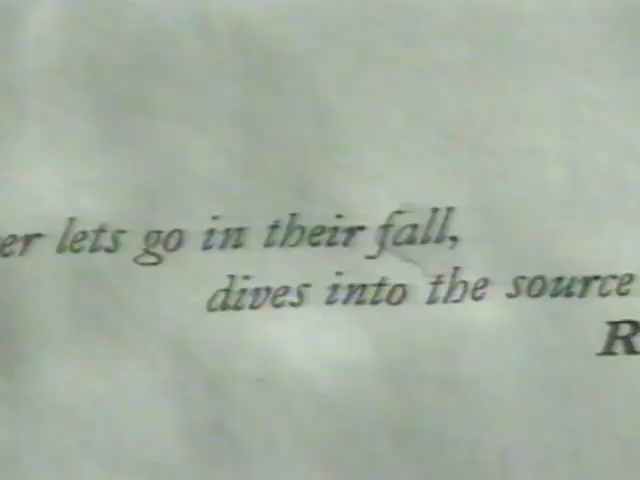 er lets go in their fall,
dives into the source
R